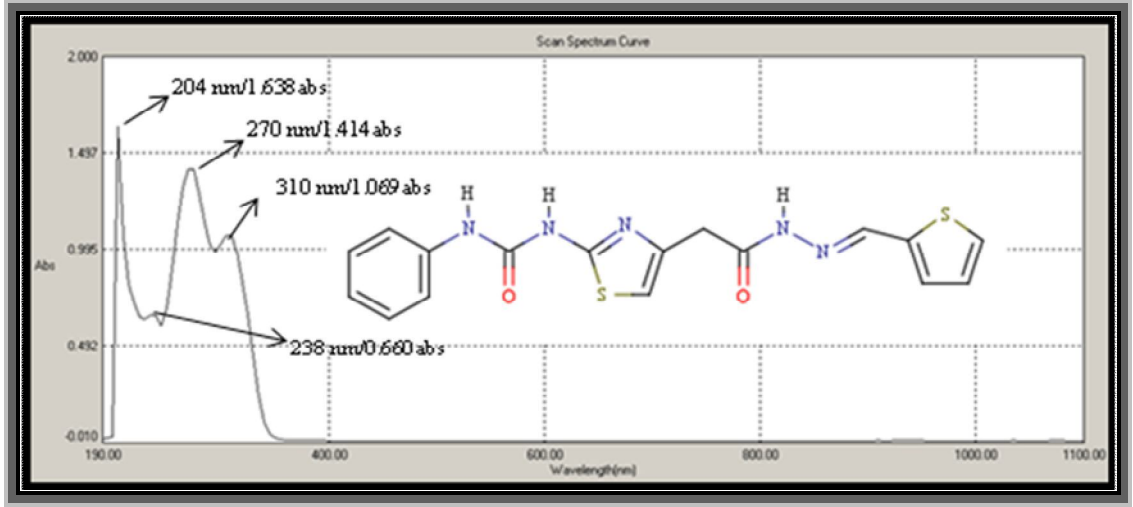 Scan Spectrum Curve
2.000
204 nm/1.638 abs
270 nm/1.414 abs
1.497
310 nm/1.069 abs
H
H
H
N
N
N
N
N
S
S
O
O
0.995
Abs
0.492
238 nm/0.660 abs
-0.010
190.00 400.00 600.00 800.00 1000.00 1100.00
Wavelength(nm)